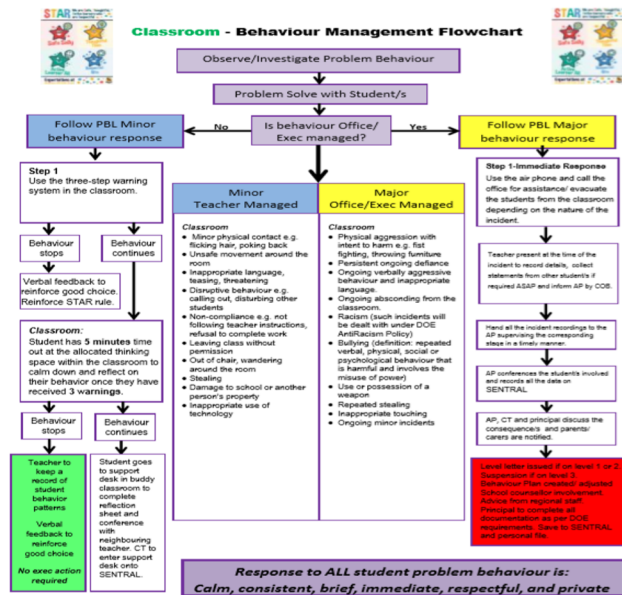 STAR
STAR
Classroom - Behaviour Management Flowchart
Observe/Investigate Problem Behaviour
Problem Solve with Student/s
Follow PBL Minor
behaviour response
No
Is behaviour Office/
Exec managed?
Yes
Follow PBL Major
behaviour response
Step 1
Use the three-step warning
system in the classroom.
Behaviour
stops
Behaviour
continues
Verbal feedback to
reinforce good choice.
Reinforce STAR rule.
Classroom:
Student has 5 minutes time
out at the allocated thinking
space within the classroom to
calm down and reflect on
their behavior once they have
received 3 warnings.
Behaviour
stops
Behaviour
continues
Teacher to
keep a
record of
student
behavior
patterns
Verbal
feedback to
reinforce
good choice
No exec action
required
Student goes
to support
desk in buddy
classroom to
complete
reflection
sheet and
conference
with
neighbouring
teacher. CT to
enter support
desk onto
SENTRAL.
Minor
Teacher Managed
Classroom
• Minor physical contact e.g.
flicking hair, poking back
• Unsafe movement around the
room
• Inappropriate language,
teasing, threatening
• Disruptive behaviour e.g.
calling out, disturbing other
students
• Non-compliance e.g. not
following teacher instructions,
refusal to complete work
• Leaving class without
permission
• Out of chair, wandering
around the room
• Stealing
• Damage to school or another
person's property
• Inappropriate use of
technology
Major
Office/Exec Managed
Classroom
• Physical aggression with
intent to harm e.g. fist
fighting, throwing furniture
• Persistent ongoing defiance
• Ongoing verbally aggressive
behaviour and inappropriate
language.
• Ongoing absconding from the
classroom.
• Racism (such incidents will
be dealt with under DOE
AntiRacism Policy)
• Bullying (definition: repeated
verbal, physical, social or
psychological behaviour that
is harmful and involves the
misuse of power)
• Use or possession of a
weapon
• Repeated stealing
• Inappropriate touching
• Ongoing minor incidents
Step 1-Immediate Response
Use the air phone and call the
office for assistance/ evacuate
the students from the classroom
depending on the nature of the
incident.
Teacher present at the time of the
incident to record details, collect
statements from other student's if
required ASAP and inform AP by COB.
Hand all the incident recordings to the
AP supervising the corresponding
stage in a timely manner.
AP conferences the student's involved
and records all the date on
SENTRAL
AP, CT and principal discuss the
consequence/s and parents/
carers are notified.
Level letter issued if on level 1 or 2.
Suspension if on level 3.
Behaviour Plan created/ adjusted
School counsellor involvement.
Advice from regional staff.
Principal to complete all
documentation as per DOE
requirements. Save to SENTRAL
and personal file.
Response to ALL student problem behaviour is:
Calm, consistent, brief, immediate, respectful, and private